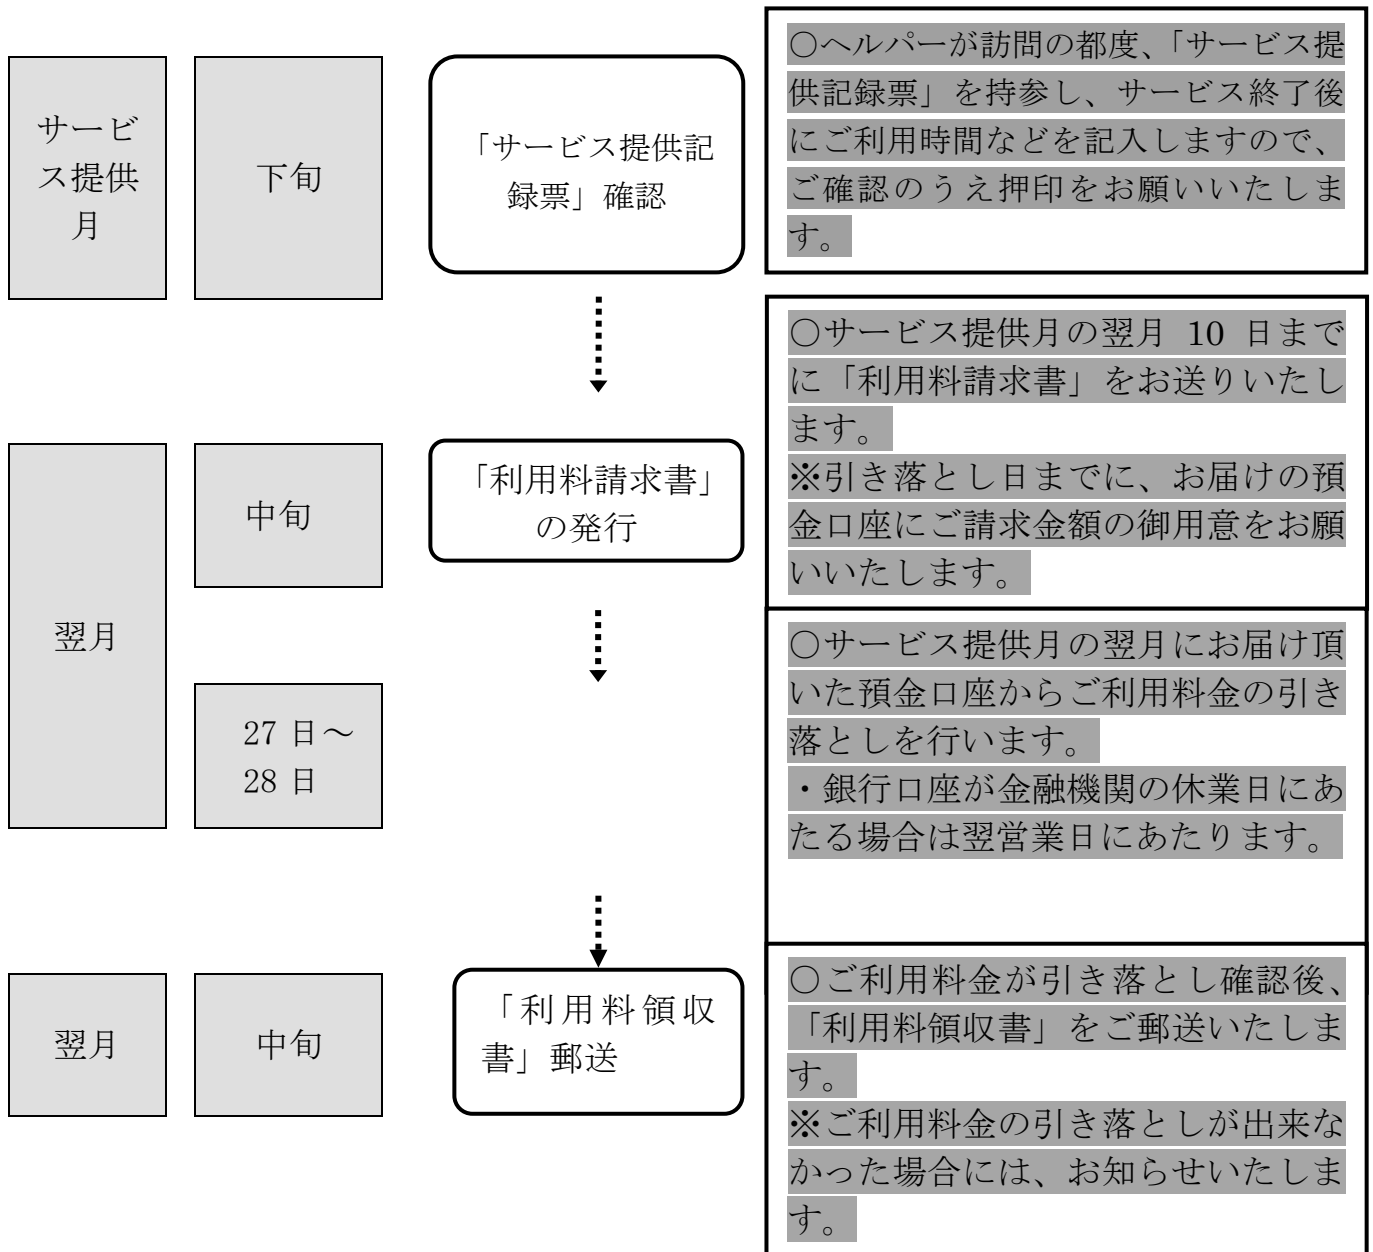 サービ
ス提供
月
下旬
「サービス提供記
録票」確認
○ヘルパーが訪問の都度、「サービス提
供記録票」を持参し、サービス終了後
にご利用時間などを記入しますので、
ご確認のうえ押印をお願いいたしま
す。
翌月
中旬
「利用料請求書」
の発行
○サービス提供月の翌月 10 日まで
に「利用料請求書」をお送りいたし
ます。
※引き落とし日までに、お届けの預
金口座にご請求金額の御用意をお願
いいたします。
27 日～
28 日
○サービス提供月の翌月にお届け頂
いた預金口座からご利用料金の引き
落としを行います。
・銀行口座が金融機関の休業日にあ
たる場合は翌営業日にあたります。
翌月
中旬
「利用料領収
書」郵送
○ご利用料金が引き落とし確認後、
「利用料領収書」をご郵送いたしま
す。
※ご利用料金の引き落としが出来な
かった場合には、お知らせいたしま
す。